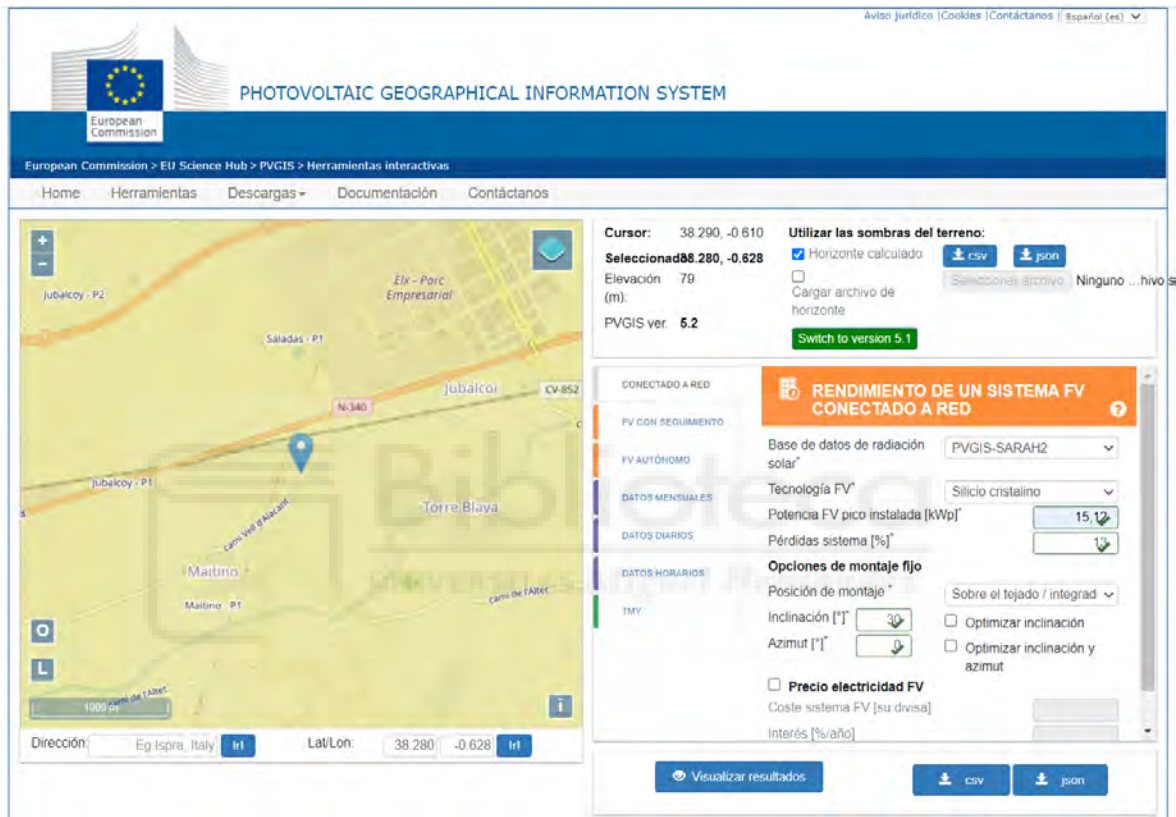 Aviso jurídico |Cookies |Contáctanos | Español (es)
PHOTOVOLTAIC GEOGRAPHICAL INFORMATION SYSTEM
European
Commission
European Commission > EU Science Hub > PVGIS > Herramientas interactivas
Home Herramientas Descargas Documentación Contáctanos
+
−
Jubalcoy - P2
Elx - Parc
Empresarial
Saladas - P1
Jubalcoi
CV-852
N-340
Jubalcoy - P1
Torre Blava
camí Vell d'Alacant
Maitino
Maitino - P1
camí de l'Altet
camí de l'Altet
O
L
1000 m
i
Dirección: Eg.Ispra, Italy Ir! Lat/Lon: 38.280 -0.628 Ir!
Cursor: 38.290, -0.610
Seleccionado: 38.280, -0.628
Elevación 79
(m):
PVGIS ver. 5.2
Utilizar las sombras del terreno:
Horizonte calculado csv json
Cargar archivo de
horizonte
Seleccionar archivo Ninguno ...hivo s
Switch to version 5.1
CONECTADO A RED
FV CON SEGUIMIENTO
FV AUTÓNOMO
DATOS MENSUALES
DATOS DIARIOS
DATOS HORARIOS
TMY
RENDIMIENTO DE UN SISTEMA FV
CONECTADO A RED
?
Base de datos de radiación
solar* PVGIS-SARAH2
Tecnología FV* Silicio cristalino
Potencia FV pico instalada [kWp]* 15,12
Pérdidas sistema [%]* 13
Opciones de montaje fijo
Posición de montaje * Sobre el tejado / integrad
Inclinación [°]* 30 Optimizar inclinación
Azimut [°]* 0 Optimizar inclinación y
azimut
Precio electricidad FV
Coste sistema FV [su divisa]
Interés [%/año]
Visualizar resultados csv json
Biblioteca
UNIVERSITAS Miguel Hernández